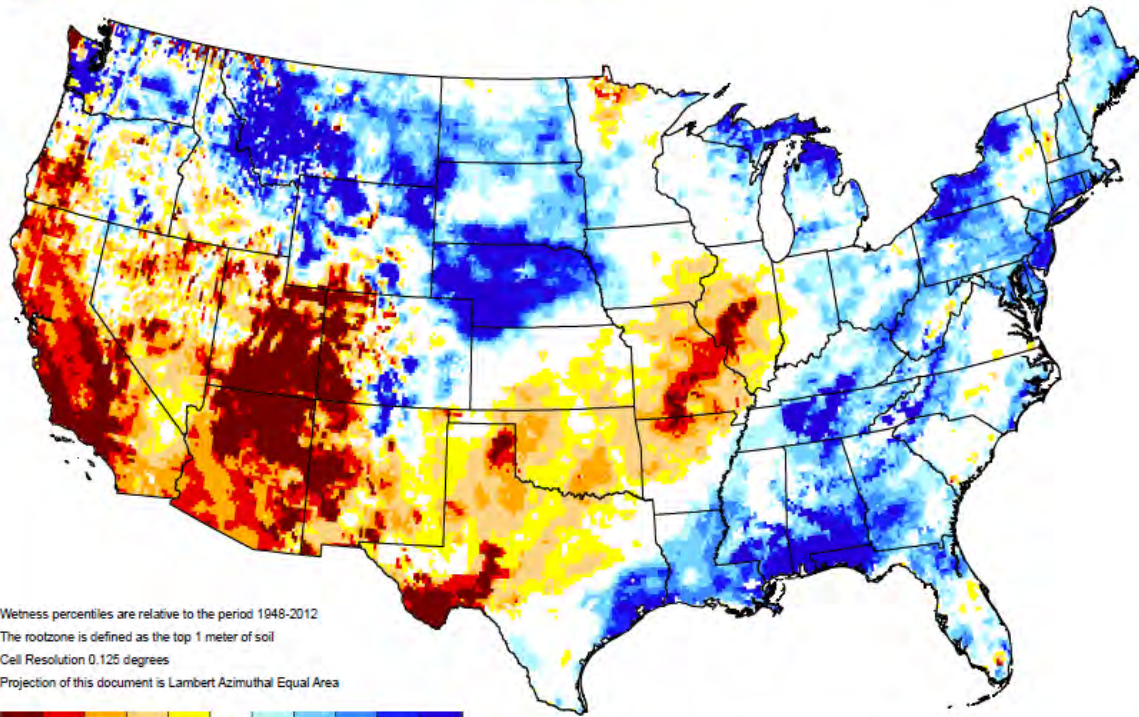 Wetness percentiles are relative to the period 1948-2012
The rootzone is defined as the top 1 meter of soil
Cell Resolution 0.125 degrees
Projection of this document is Lambert Azimuthal Equal Area